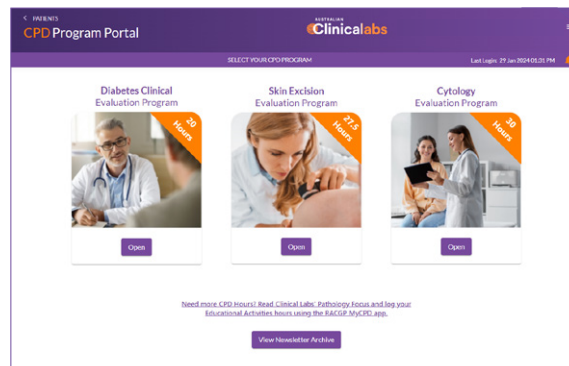 < PATIENTS
CPD Program Portal
AUSTRALIAN
Clinicalabs
SELECT YOUR CPD PROGRAM
Last Login: 29 Jan 2024 01:31 PM
Diabetes Clinical
Evaluation Program
20
Hours
Open
Skin Excision
Evaluation Program
27.5
Hours
Open
Cytology
Evaluation Program
30
Hours
Open
Need more CPD Hours? Read Clinical Labs' Pathology Focus and log your
Educational Activities hours using the RACGP MyCPD app.
View Newsletter Archive